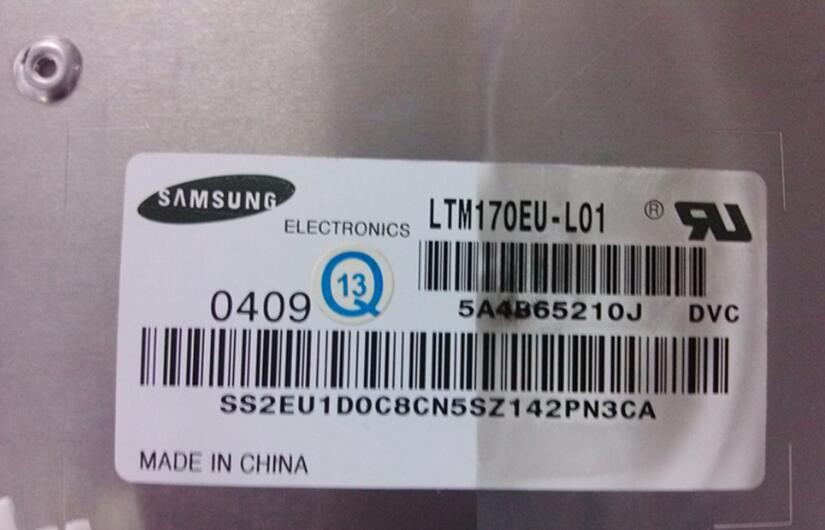 SAMSUNG
ELECTRONICS
LTM170EU-L01 ®
0409
13
5A4B65210J DVC
SS2EU1D0C8CN5SZ142PN3CA
MADE IN CHINA